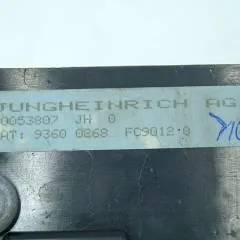 JUNGHEINRICH AG
0053807 JH 0
AT: 9360 0868 FC9012.0